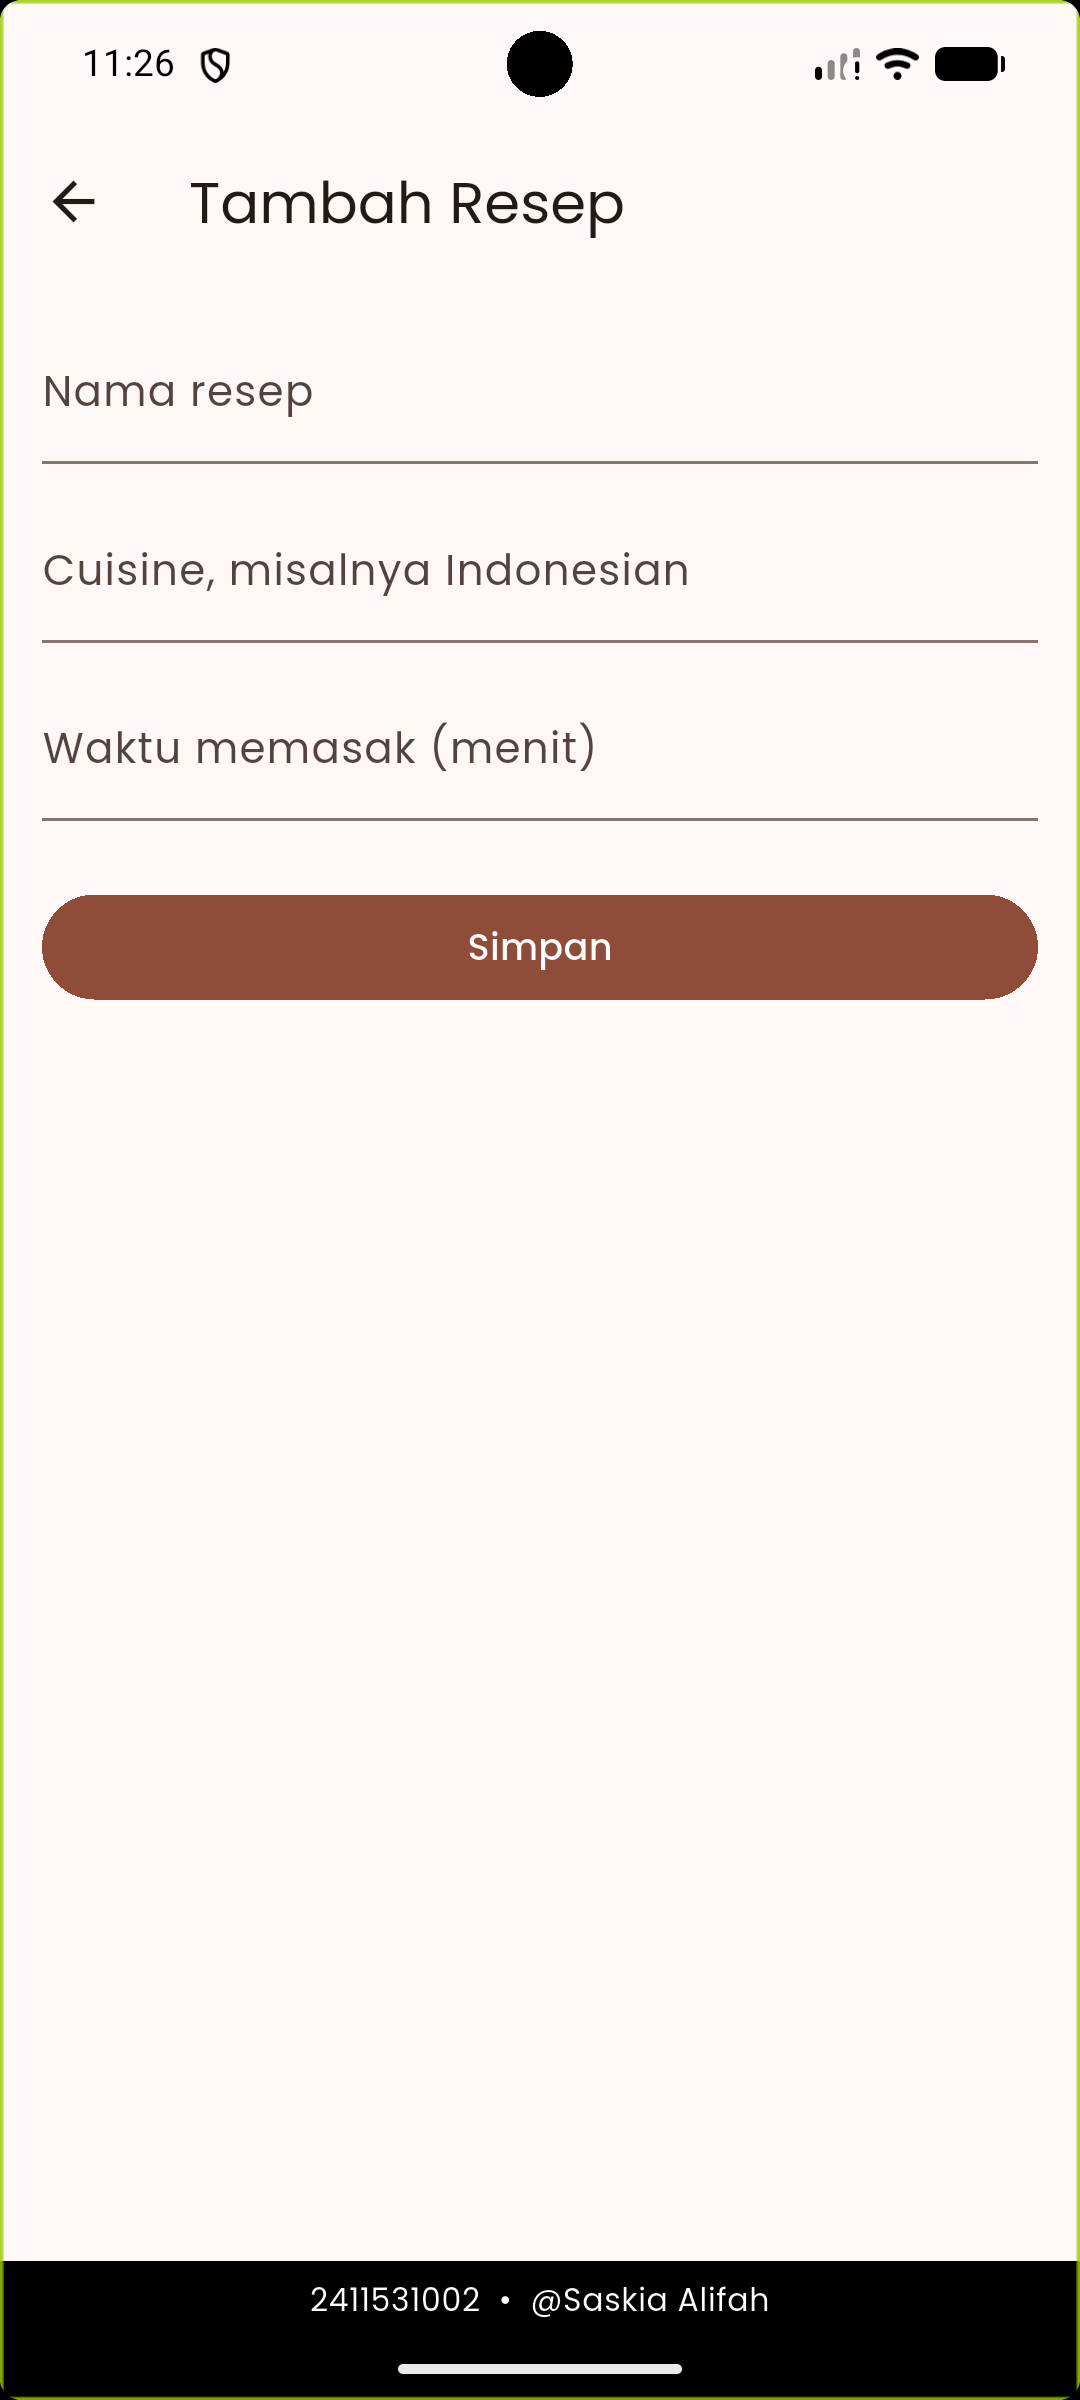 11:26
Tambah Resep
Nama resep
Cuisine, misalnya Indonesian
Waktu memasak (menit)
Simpan
2411531002 • @Saskia Alifah